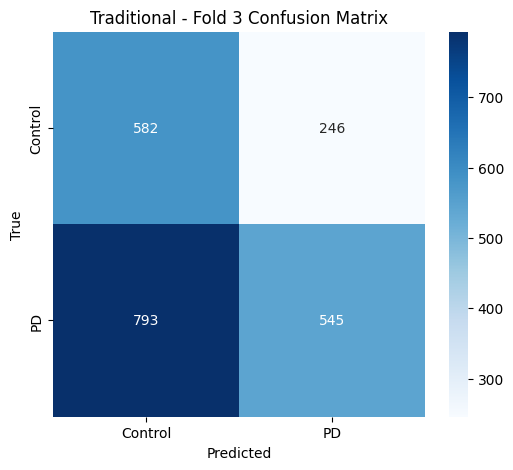 Traditional - Fold 3 Confusion Matrix
True
Control
582
246
PD
793
545
Control
PD
Predicted
700
600
500
400
300